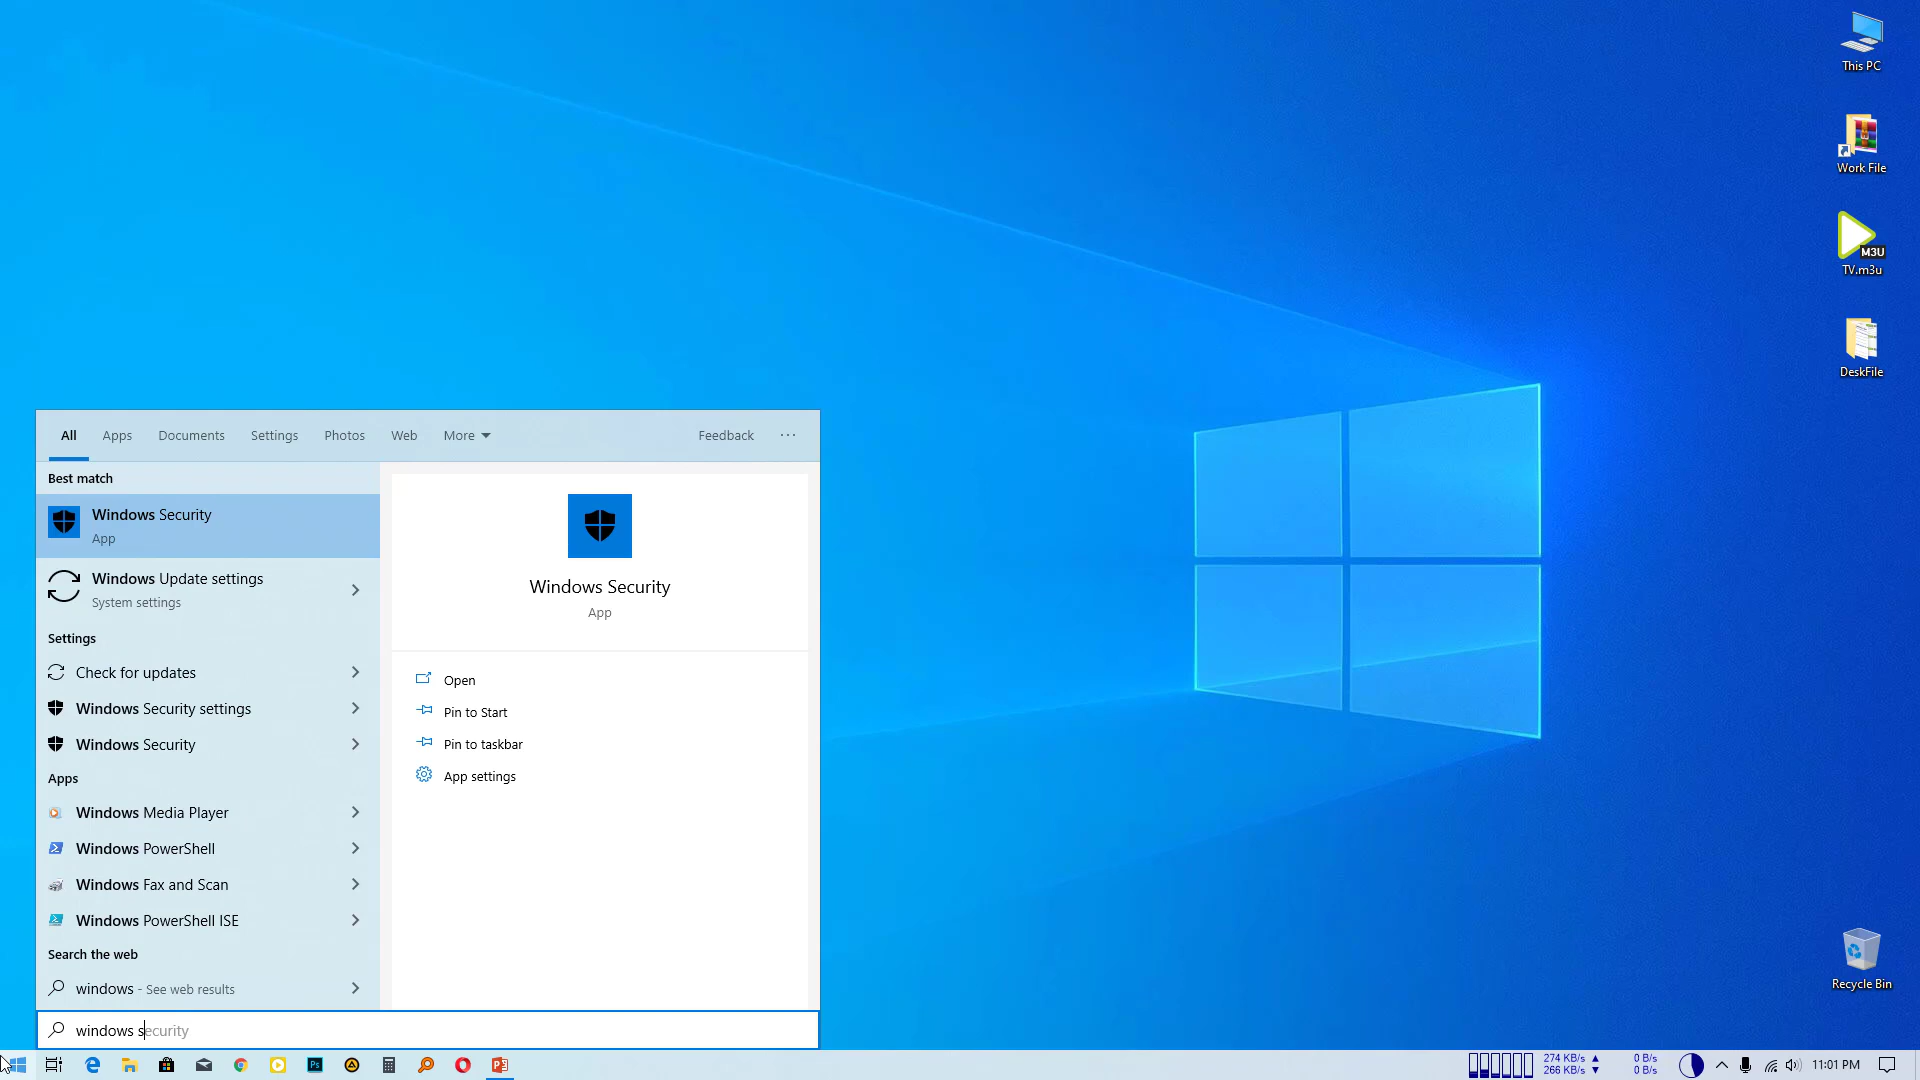 This PC
Work File
M3U
TV.m3u
DeskFile
All Apps Documents Settings Photos Web More Feedback ...
Best match
Windows Security
App
Windows Update settings
System settings
Settings
Check for updates
Windows Security settings
Windows Security
Apps
Windows Media Player
Windows PowerShell
Windows Fax and Scan
Windows PowerShell ISE
Search the web
windows - See web results
windows security
Windows Security
App
Open
Pin to Start
Pin to taskbar
App settings
Recycle Bin
Ps
274 KB/s 0 B/s
266 KB/s 0 B/s
11:01 PM